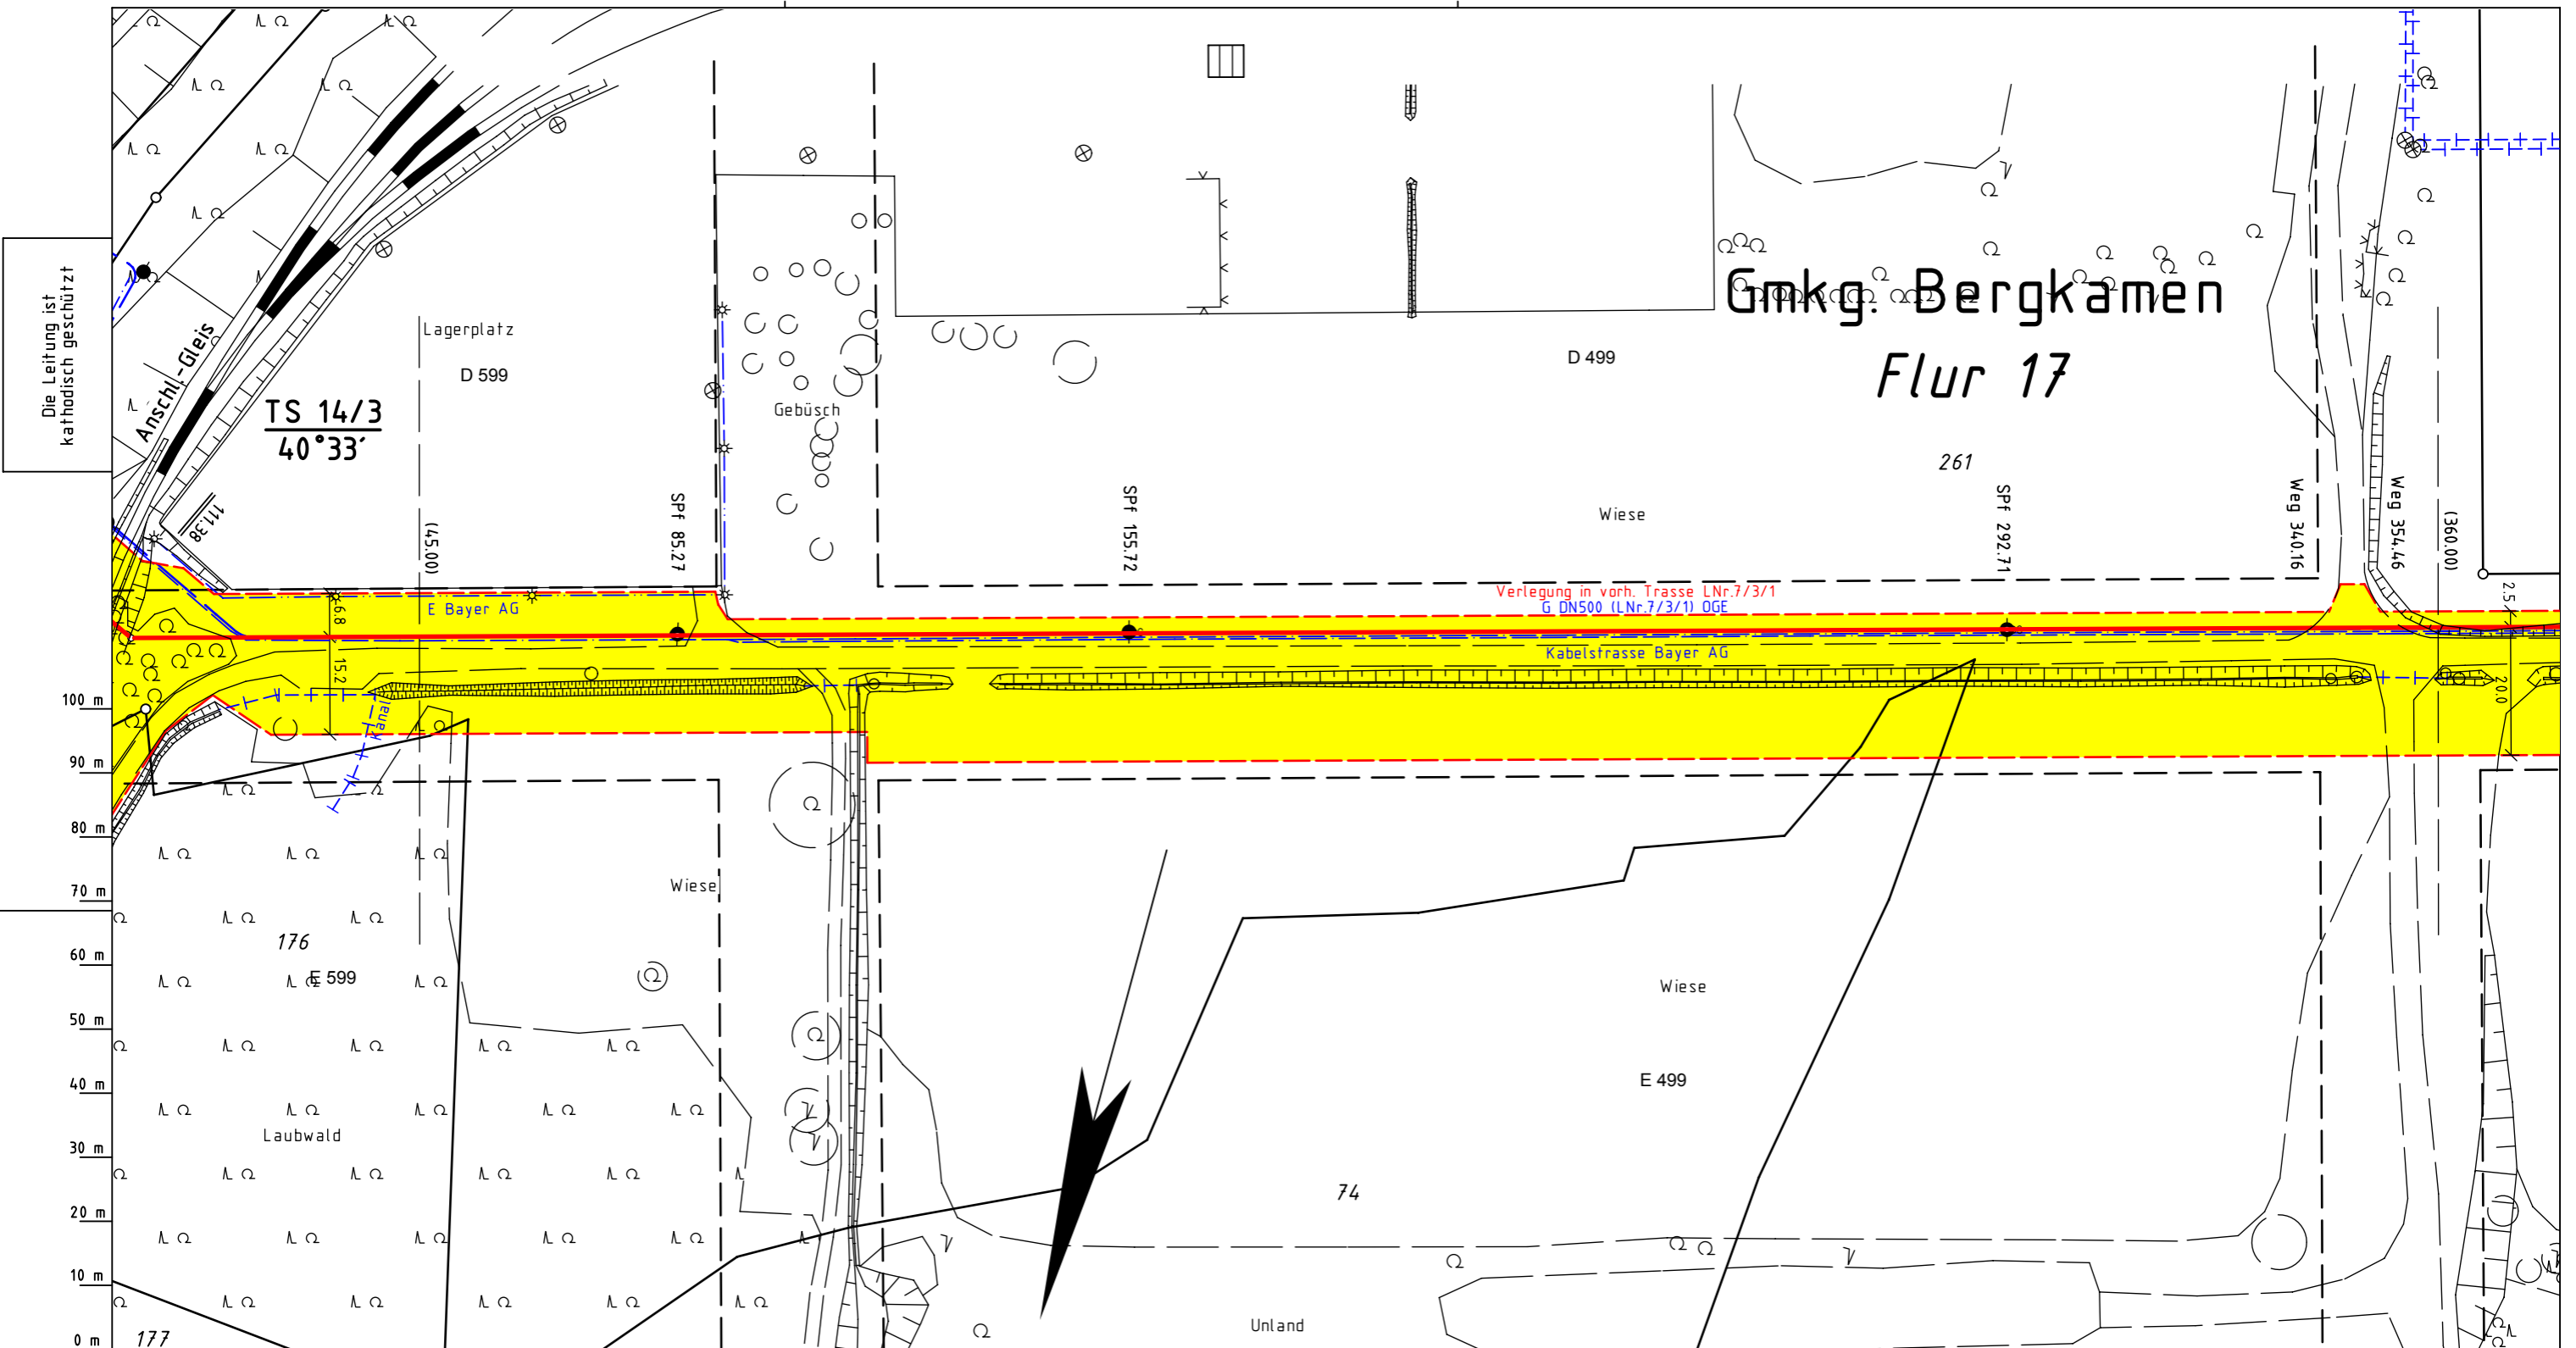 Die Leitung ist
kathodisch geschützt
Anschl.-Gleis
TS 14/3
40°33´
111.38
Lagerplatz
D 599
(45.00)
SPf 85.27
Gebüsch
SPf 155.72
D 499
Gmkg. Bergkamen
Flur 17
261
Wiese
SPf 292.71
Weg 340.16
Weg 354.46
(360.00)
2.5
6.8
E Bayer AG
Verlegung in vorh. Trasse LNr.7/3/1
G DN500 (LNr.7/3/1) OGE
Kabelstrasse Bayer AG
15.2
20.0
Kanal
100 m
90 m
80 m
70 m
60 m
50 m
40 m
30 m
20 m
10 m
0 m
Wiese
176
E 599
Wiese
E 499
Laubwald
74
Unland
177